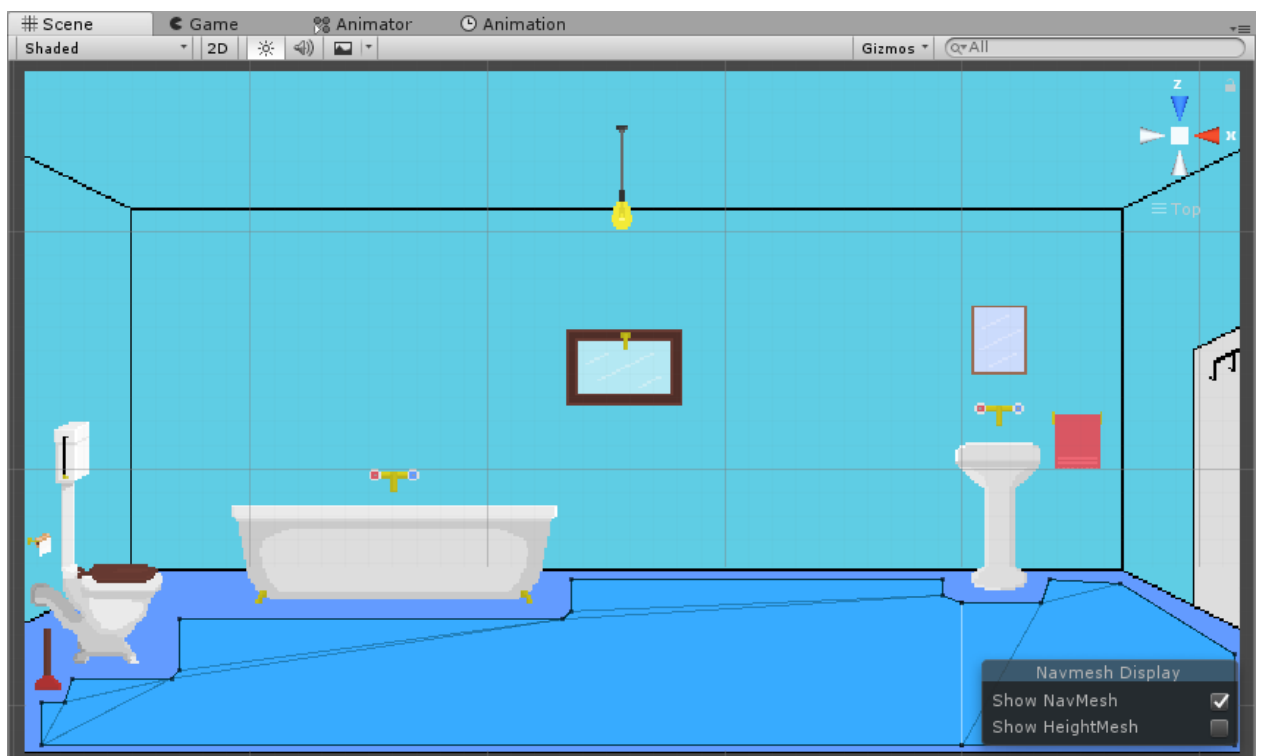 Scene Game Animator Animation
Shaded 2D Gizmos All
z
x
Top
Navmesh Display
Show NavMesh
Show HeightMesh